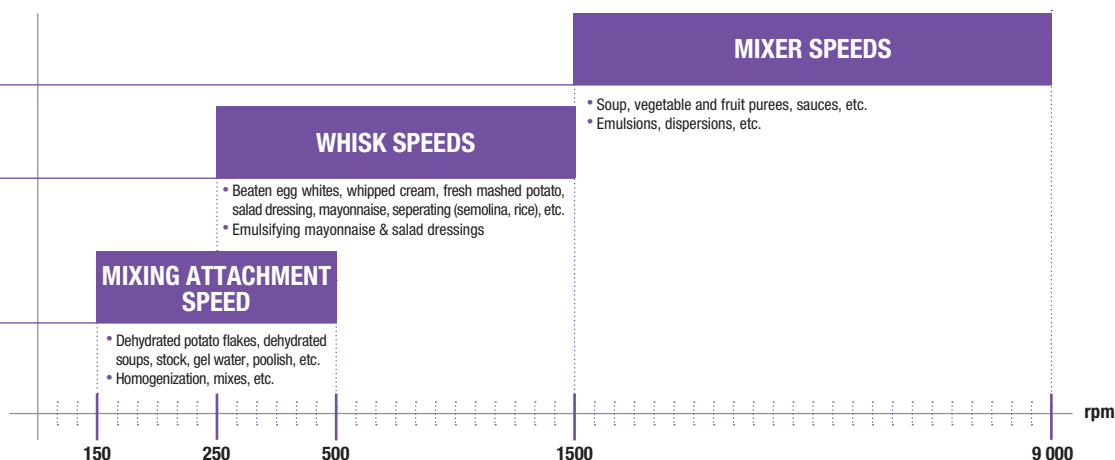 MIXER SPEEDS
• Soup, vegetable and fruit purees, sauces, etc.
• Emulsions, dispersions, etc.
WHISK SPEEDS
• Beaten egg whites, whipped cream, fresh mashed potato,
salad dressing, mayonnaise, seperating (semolina, rice), etc.
• Emulsifying mayonnaise & salad dressings
MIXING ATTACHMENT
SPEED
• Dehydrated potato flakes, dehydrated
soups, stock, gel water, poolish, etc.
• Homogenization, mixes, etc.
rpm
150 250 500 1500 9 000